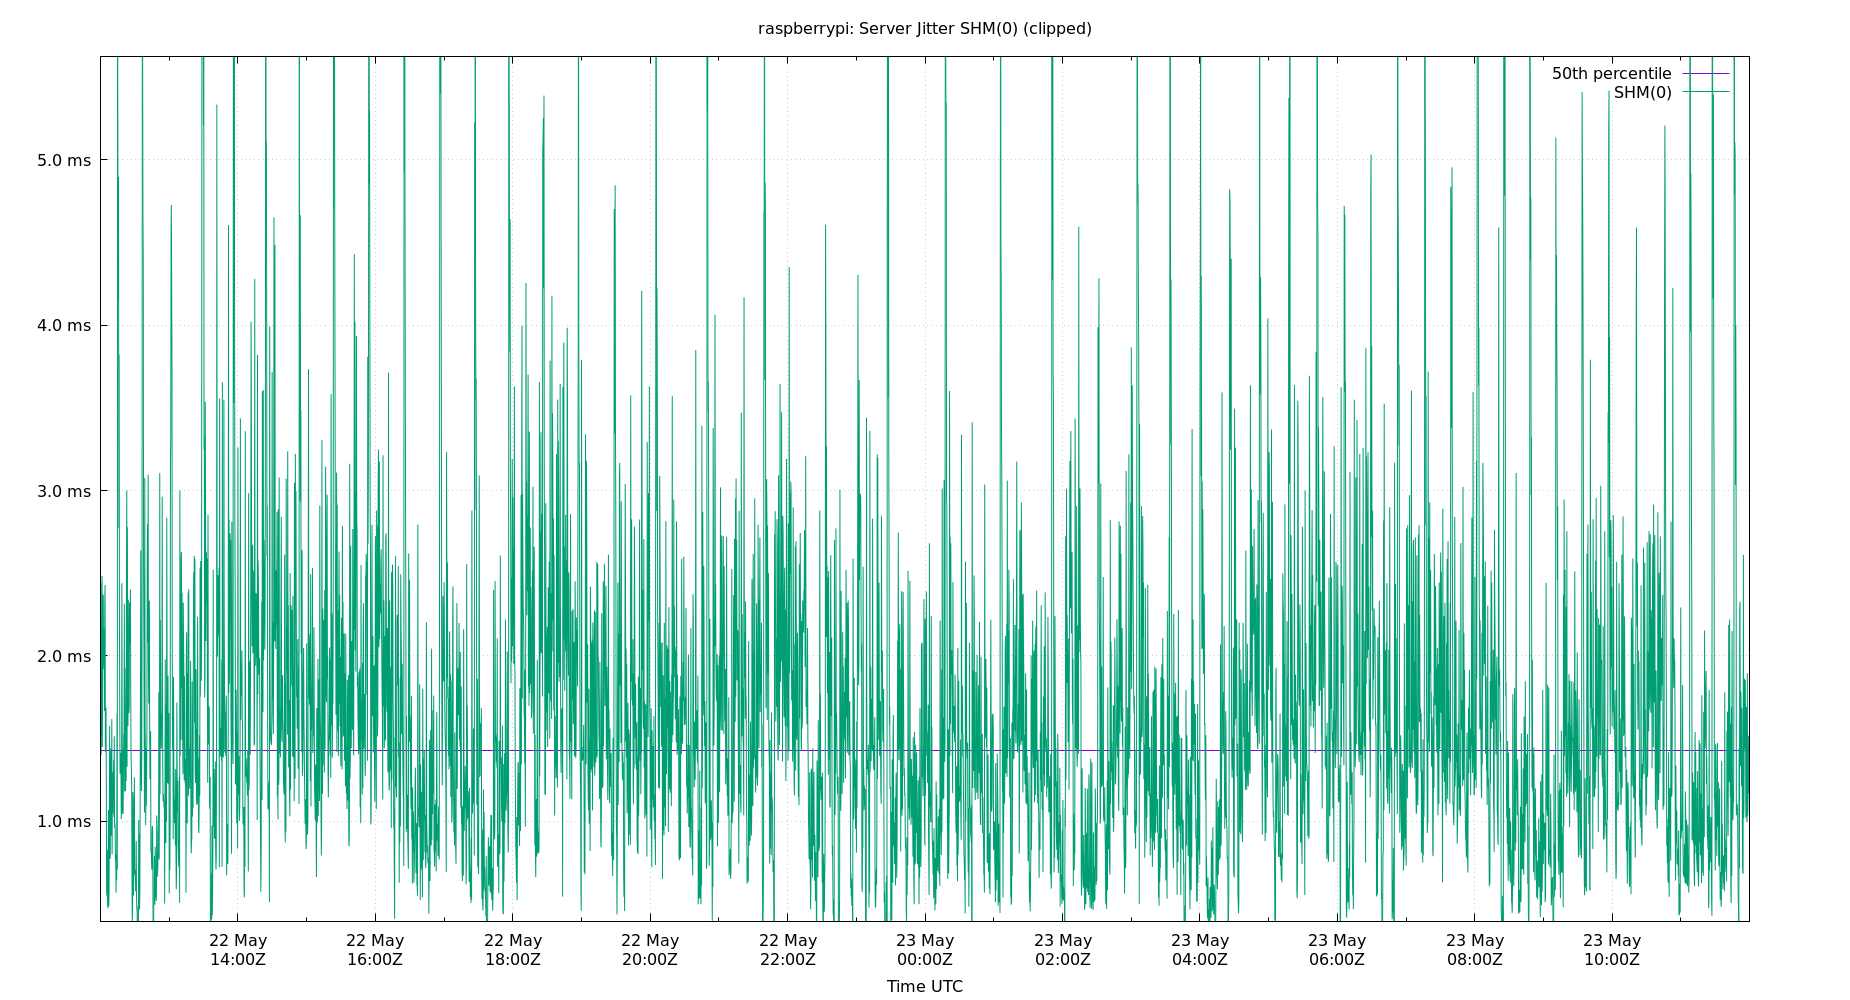 raspberrypi: Server Jitter SHM(0) (clipped)
50th percentile
SHM(0)
5.0 ms
4.0 ms
3.0 ms
2.0 ms
1.0 ms
22 May 22 May 22 May 22 May 22 May 23 May 23 May 23 May 23 May 23 May 23 May
14:00Z 16:00Z 18:00Z 20:00Z 22:00Z 00:00Z 02:00Z 04:00Z 06:00Z 08:00Z 10:00Z
Time UTC